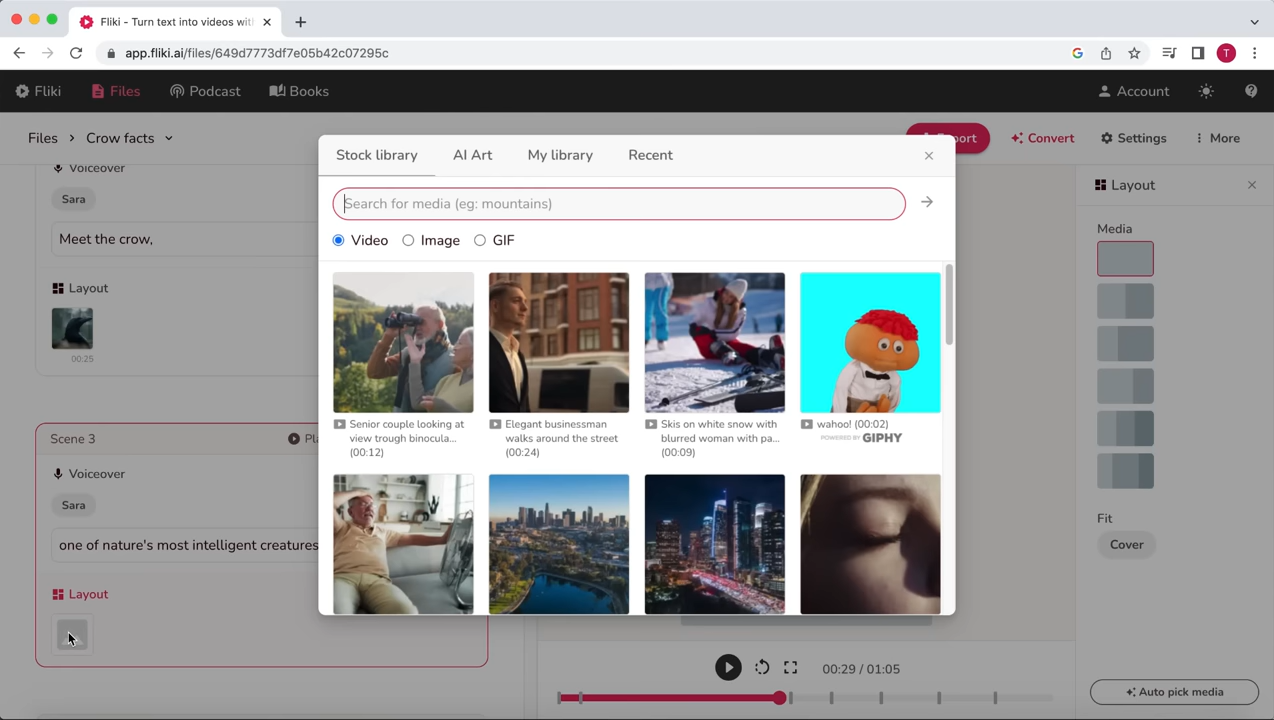 Fliki - Turn text into videos wit
app.fliki.ai/files/649d7773df7e05b42c07295c
T
Fliki
Files
Podcast
Books
Account
Files > Crow facts
Export
Convert
Settings
More
Voiceover
Sara
Meet the crow,
Layout
00:25
Scene 3
Pla
Voiceover
Sara
one of nature's most intelligent creatures
Layout
Stock library
AI Art
My library
Recent
Search for media (eg: mountains)
Video
Image
GIF
Senior couple looking at
view trough binocula...
(00:12)
Elegant businessman
walks around the street
(00:24)
Skis on white snow with
blurred woman with pa...
(00:09)
wahoo! (00:02)
POWERED BY GIPHY
00:29 / 01:05
Layout
Media
Fit
Cover
Auto pick media